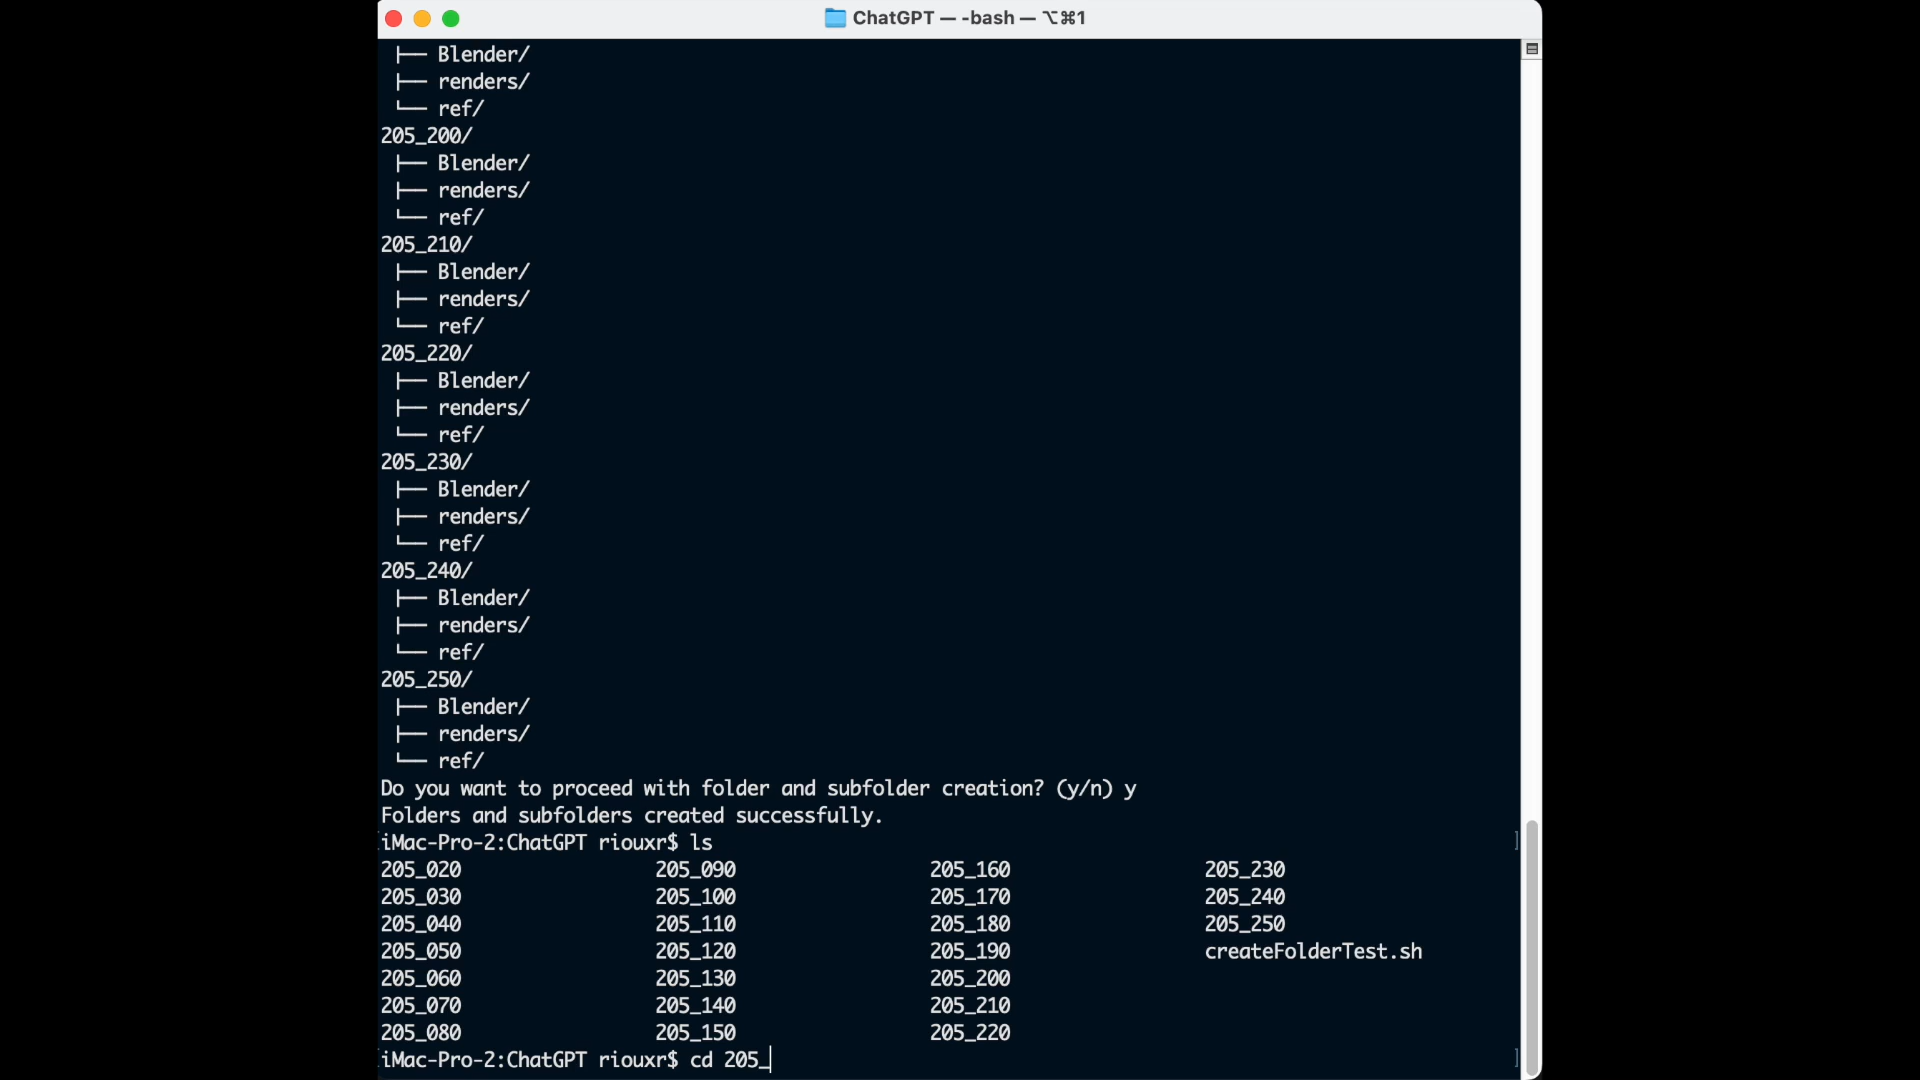 ChatGPT — -bash — ⌥⌘1
├── Blender/
├── renders/
└── ref/
205_200/
├── Blender/
├── renders/
└── ref/
205_210/
├── Blender/
├── renders/
└── ref/
205_220/
├── Blender/
├── renders/
└── ref/
205_230/
├── Blender/
├── renders/
└── ref/
205_240/
├── Blender/
├── renders/
└── ref/
205_250/
├── Blender/
├── renders/
└── ref/
Do you want to proceed with folder and subfolder creation? (y/n) y
Folders and subfolders created successfully.
[iMac-Pro-2:ChatGPT riouxr$ ls ]
205_020 205_090 205_160 205_230
205_030 205_100 205_170 205_240
205_040 205_110 205_180 205_250
205_050 205_120 205_190 createFolderTest.sh
205_060 205_130 205_200
205_070 205_140 205_210
205_080 205_150 205_220
[iMac-Pro-2:ChatGPT riouxr$ cd 205_ ]